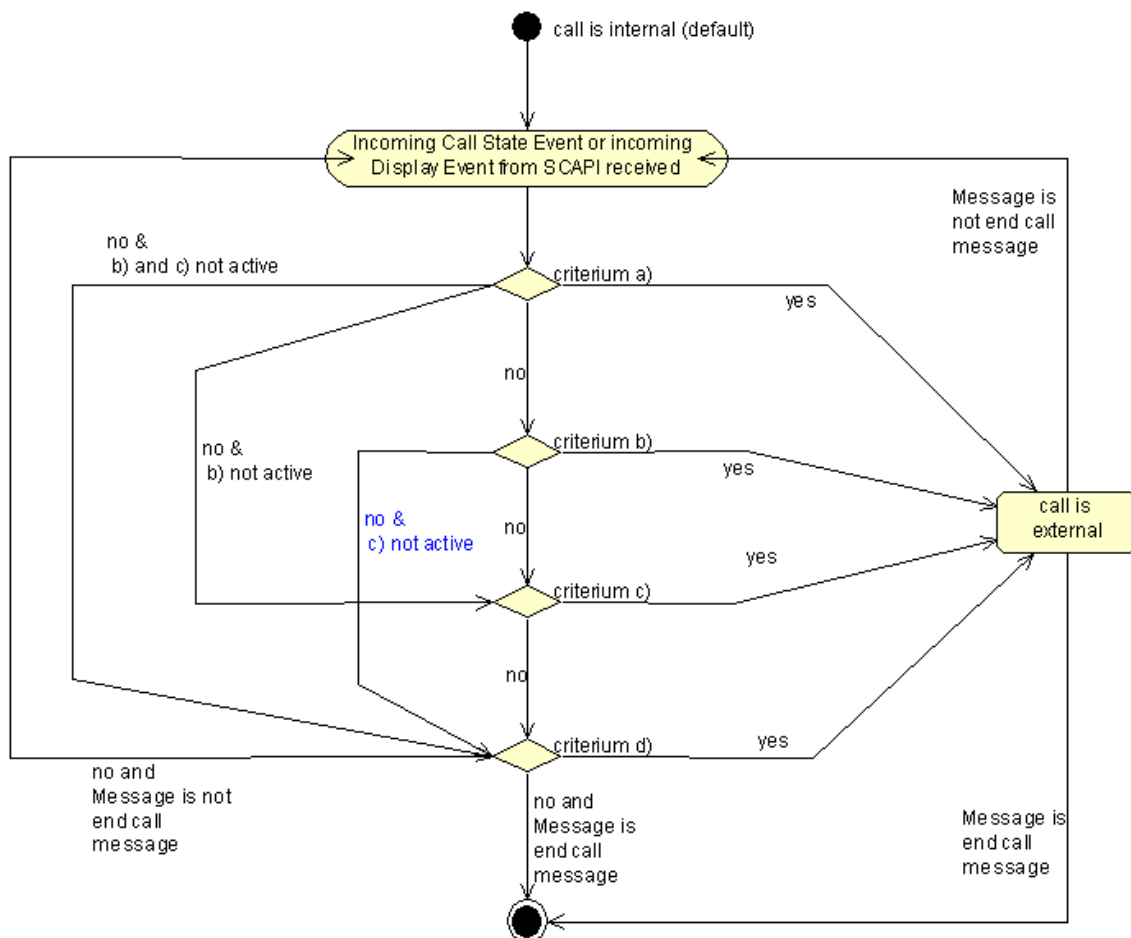 call is internal (default)
Incoming Call State Event or incoming
Display Event from SCAPI received
Message is
not end call
message
no &
b) and c) not active
criterium a)
yes
no
no &
b) not active
criterium b)
yes
no &
c) not active
no
call is
external
yes
criterium c)
no
criterium d)
yes
no and
Message is not
end call
message
no and
Message is
end call
message
Message is
end call
message